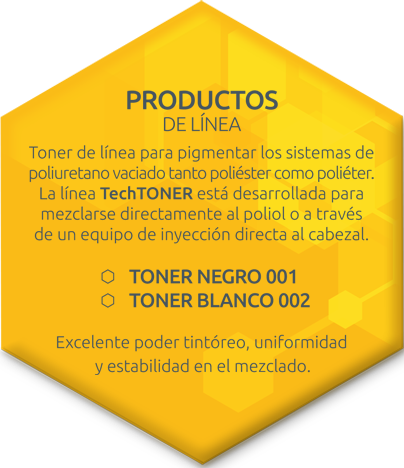 PRODUCTOS
DE LÍNEA
Toner de línea para pigmentar los sistemas de
poliuretano vaciado tanto poliéster como poliéter.
La línea TechTONER está desarrollada para
mezclarse directamente al poliol o a través
de un equipo de inyección directa al cabezal.
TONER NEGRO 001
TONER BLANCO 002
Excelente poder tintóreo, uniformidad
y estabilidad en el mezclado.